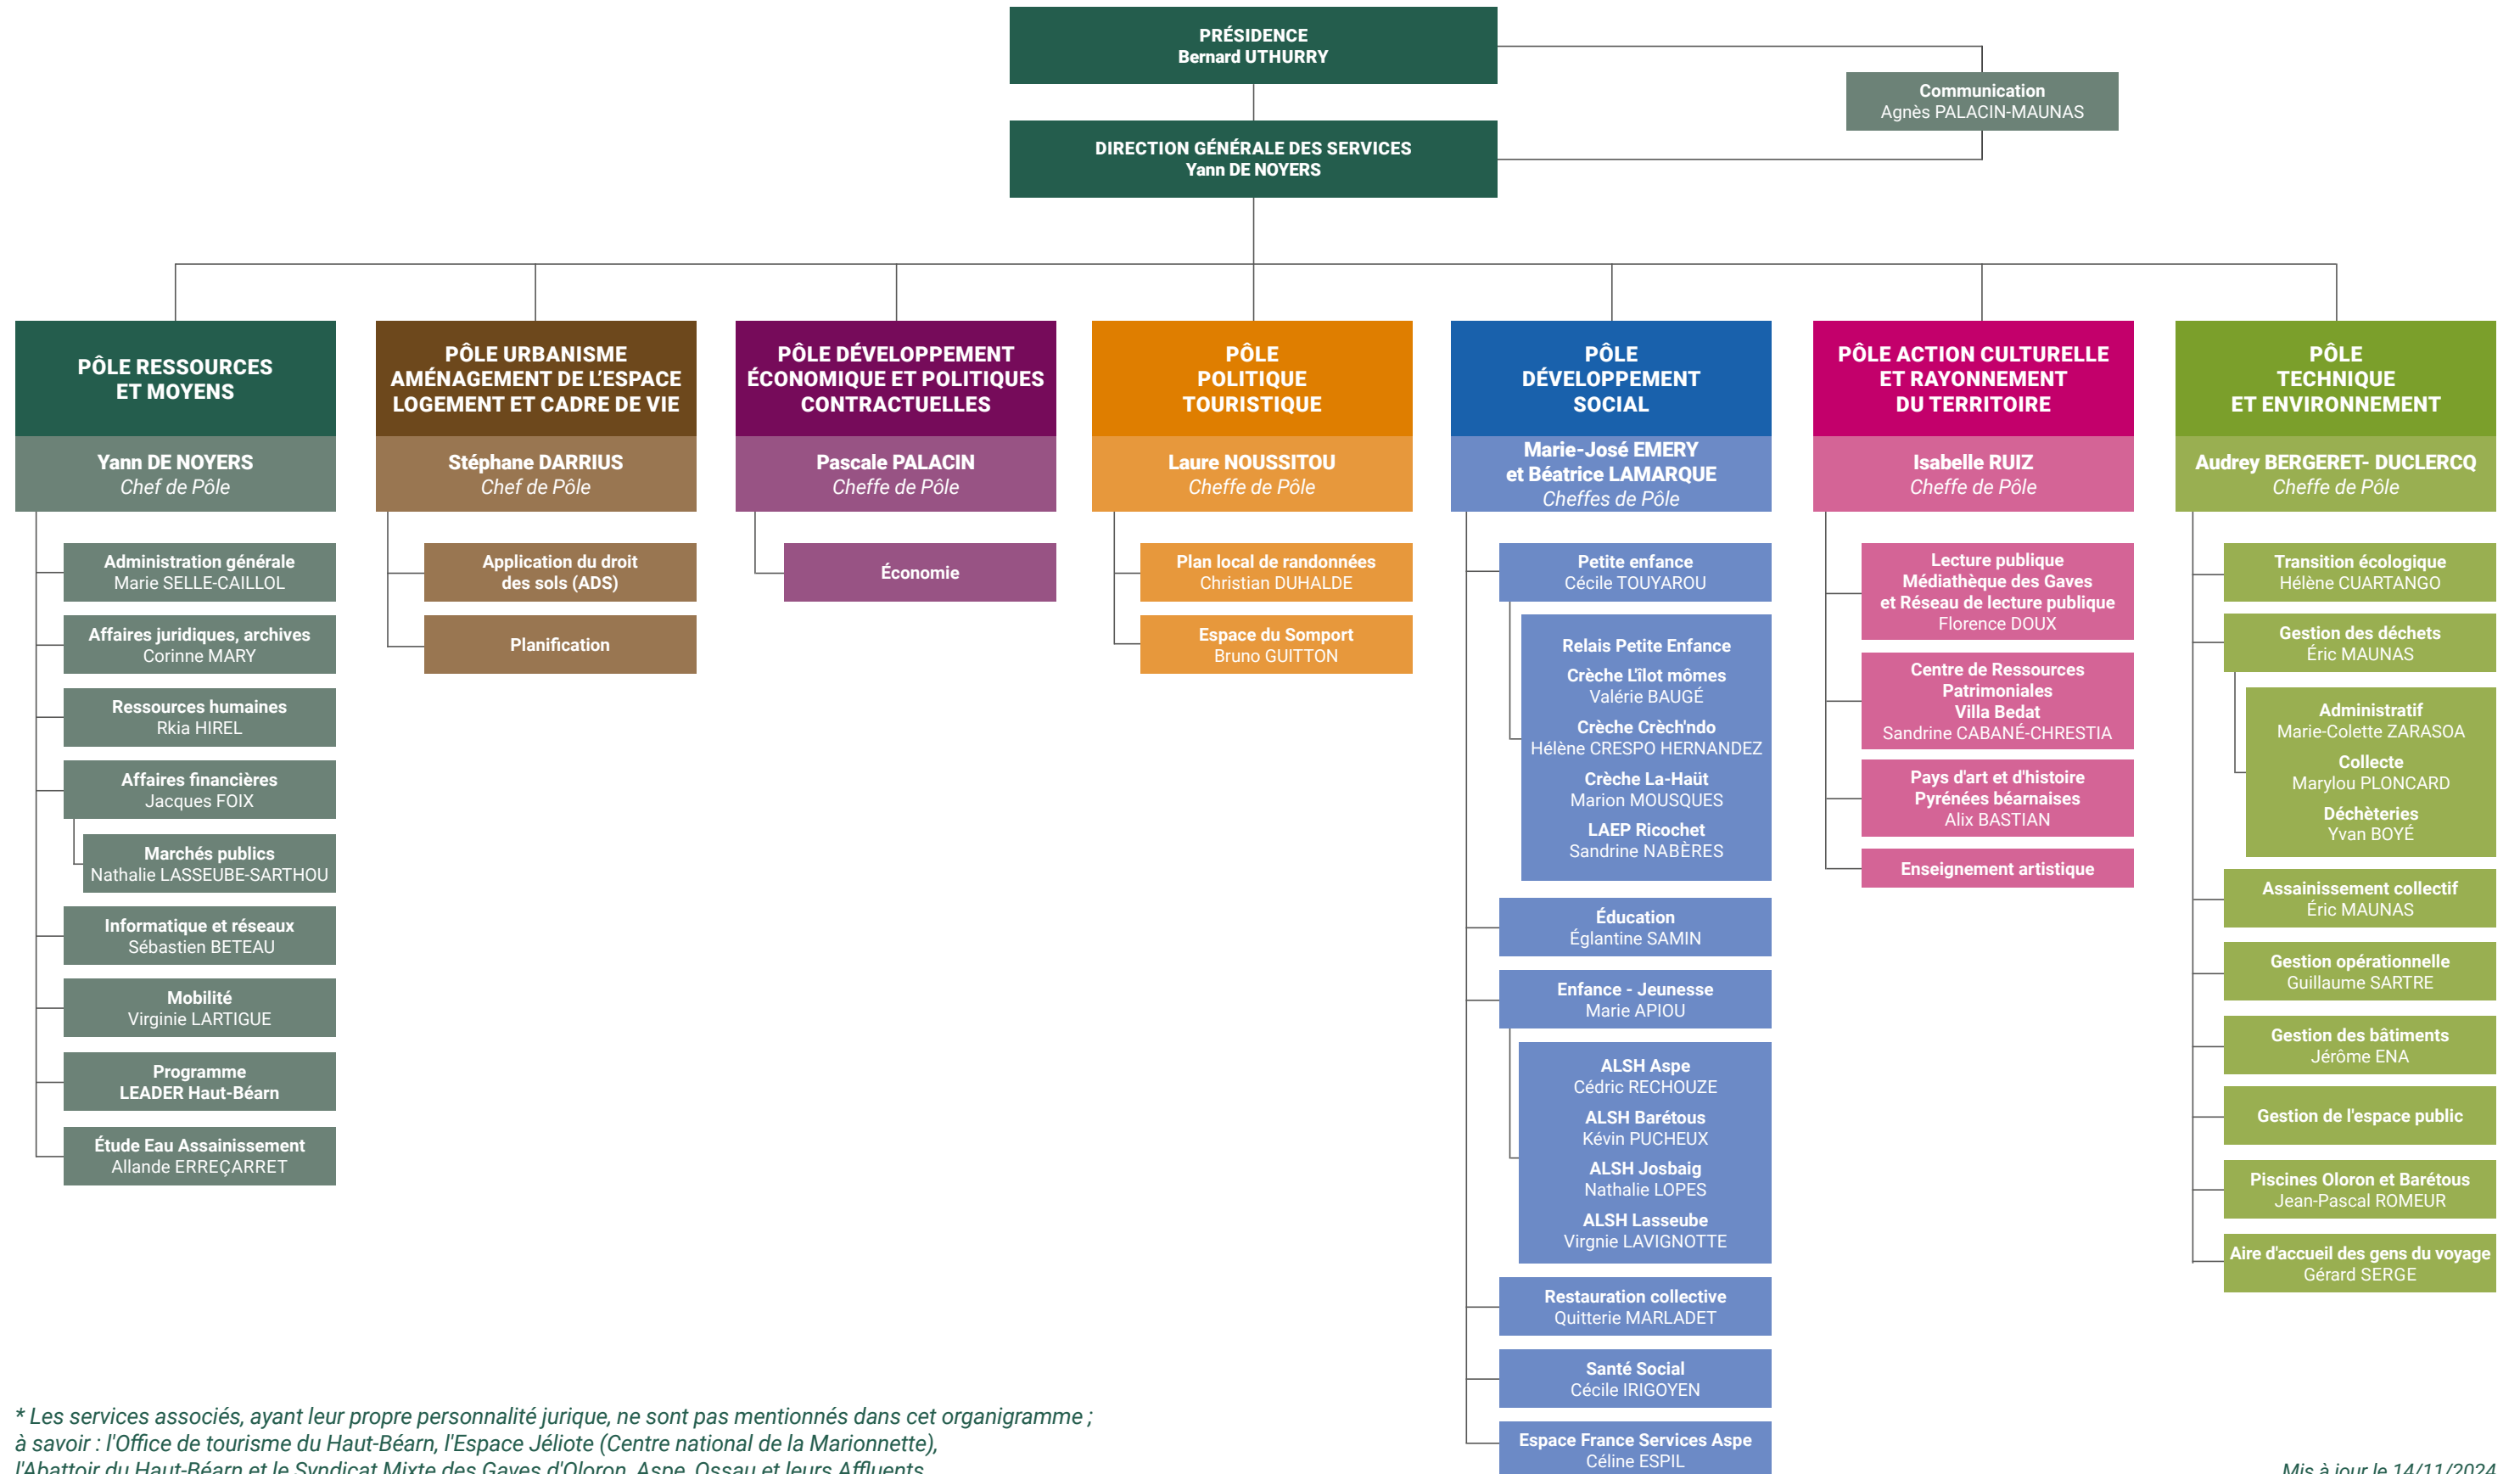 PRÉSIDENCE
Bernard UTHURRY
Communication
Agnès PALACIN-MAUNAS
DIRECTION GÉNÉRALE DES SERVICES
Yann DE NOYERS
PÔLE RESSOURCES
ET MOYENS
Yann DE NOYERS
Chef de Pôle
Administration générale
Marie SELLE-CAILLOL
Affaires juridiques, archives
Corinne MARY
Ressources humaines
Rkia HIREL
Affaires financières
Jacques FOIX
Marchés publics
Nathalie LASSEUBE-SARTHOU
Informatique et réseaux
Sébastien BETEAU
Mobilité
Virginie LARTIGUE
Programme
LEADER Haut-Béarn
Étude Eau Assainissement
Allande ERREÇARRET
PÔLE URBANISME
AMÉNAGEMENT DE L’ESPACE
LOGEMENT ET CADRE DE VIE
Stéphane DARRIUS
Chef de Pôle
Application du droit
des sols (ADS)
Planification
PÔLE DÉVELOPPEMENT
ÉCONOMIQUE ET POLITIQUES
CONTRACTUELLES
Pascale PALACIN
Cheffe de Pôle
Économie
PÔLE
POLITIQUE
TOURISTIQUE
Laure NOUSSITOU
Cheffe de Pôle
Plan local de randonnées
Christian DUHALDE
Espace du Somport
Bruno GUITTON
PÔLE
DÉVELOPPEMENT
SOCIAL
Marie-José EMERY
et Béatrice LAMARQUE
Cheffes de Pôle
Petite enfance
Cécile TOUYAROU
Relais Petite Enfance
Crèche L'îlot mômes
Valérie BAUGÉ
Crèche Crèch'ndo
Hélène CRESPO HERNANDEZ
Crèche La-Haüt
Marion MOUSQUES
LAEP Ricochet
Sandrine NABÈRES
Éducation
Églantine SAMIN
Enfance - Jeunesse
Marie APIOU
ALSH Aspe
Cédric RECHOUZE
ALSH Barétous
Kévin PUCHEUX
ALSH Josbaig
Nathalie LOPES
ALSH Lasseube
Virgnie LAVIGNOTTE
Restauration collective
Quitterie MARLADET
Santé Social
Cécile IRIGOYEN
Espace France Services Aspe
Céline ESPIL
PÔLE ACTION CULTURELLE
ET RAYONNEMENT
DU TERRITOIRE
Isabelle RUIZ
Cheffe de Pôle
Lecture publique
Médiathèque des Gaves
et Réseau de lecture publique
Florence DOUX
Centre de Ressources
Patrimoniales
Villa Bedat
Sandrine CABANÉ-CHRESTIA
Pays d'art et d'histoire
Pyrénées béarnaises
Alix BASTIAN
Enseignement artistique
PÔLE
TECHNIQUE
ET ENVIRONNEMENT
Audrey BERGERET- DUCLERCQ
Cheffe de Pôle
Transition écologique
Hélène CUARTANGO
Gestion des déchets
Éric MAUNAS
Administratif
Marie-Colette ZARASOA
Collecte
Marylou PLONCARD
Déchèteries
Yvan BOYÉ
Assainissement collectif
Éric MAUNAS
Gestion opérationnelle
Guillaume SARTRE
Gestion des bâtiments
Jérôme ENA
Gestion de l'espace public
Piscines Oloron et Barétous
Jean-Pascal ROMEUR
Aire d'accueil des gens du voyage
Gérard SERGE
* Les services associés, ayant leur propre personnalité jurique, ne sont pas mentionnés dans cet organigramme ;
à savoir : l'Office de tourisme du Haut-Béarn, l'Espace Jéliote (Centre national de la Marionnette),
l'Abattoir du Haut-Béarn et le Syndicat Mixte des Gaves d'Oloron, Aspe, Ossau et leurs Affluents.
Mis à jour le 14/11/2024